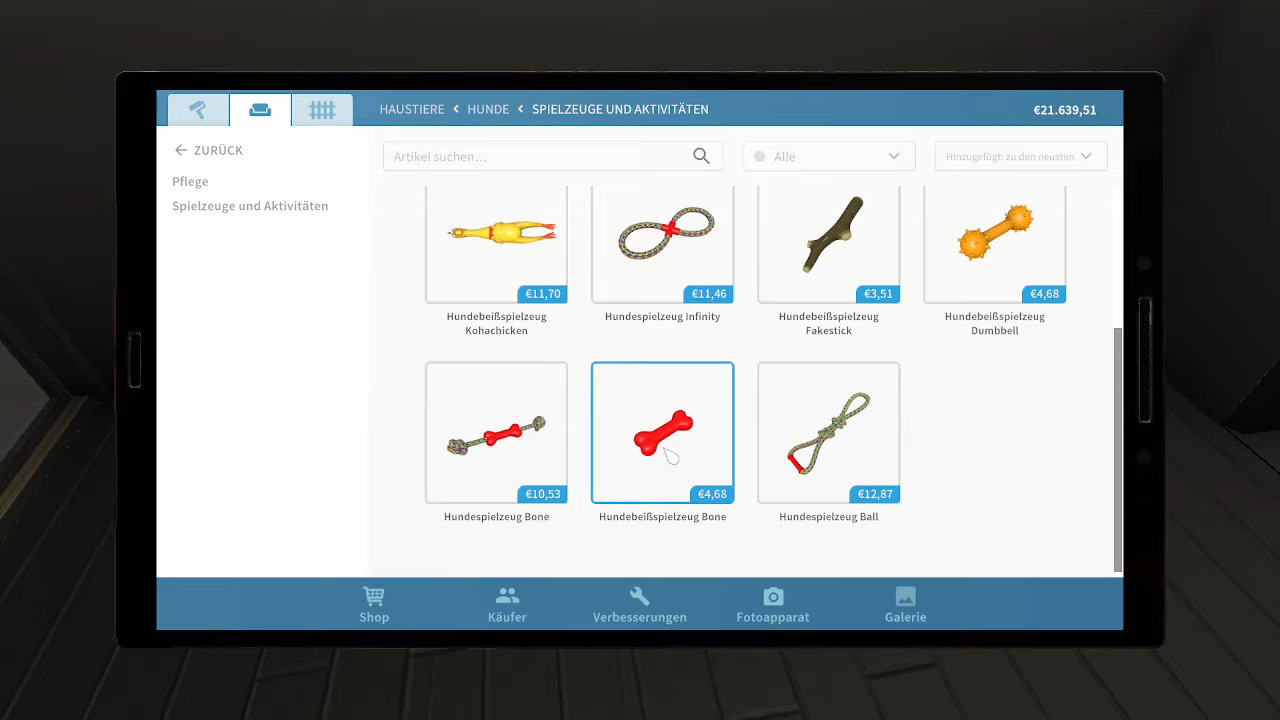 HAUSTIERE < HUNDE < SPIELZEUGE UND AKTIVITÄTEN
€21.639,51
ZURÜCK
Pflege
Spielzeuge und Aktivitäten
Artikel suchen...
Alle
Hinzugefügt: zu den neusten
€11,70
€11,46
€3,51
€4,68
Hundebeißspielzeug
Kohachicken
Hundespielzeug Infinity
Hundebeißspielzeug
Fakestick
Hundebeißspielzeug
Dumbbell
€10,53
€4,68
€12,87
Hundespielzeug Bone
Hundebeißspielzeug Bone
Hundespielzeug Ball
Shop
Käufer
Verbesserungen
Fotoapparat
Galerie